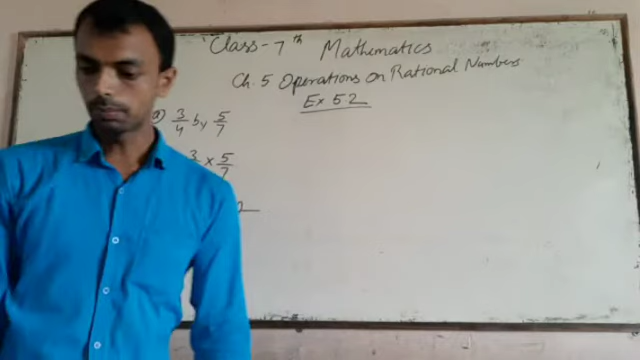 Class - 7th Mathematics
Ch. 5 Operations on Rational Numbers
Ex 5 2
a) 3/4 by 5/7
3 × 5/7